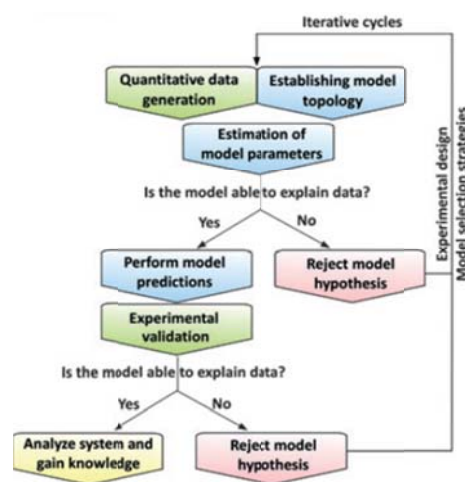 Iterative cycles
Quantitative data
generation
Establishing model
topology
Estimation of
model parameters
Is the model able to explain data?
Yes
No
Perform model
predictions
Reject model
hypothesis
Experimental
validation
Is the model able to explain data?
Yes
No
Analyze system and
gain knowledge
Reject model
hypothesis
Experimental design
Model selection strategies